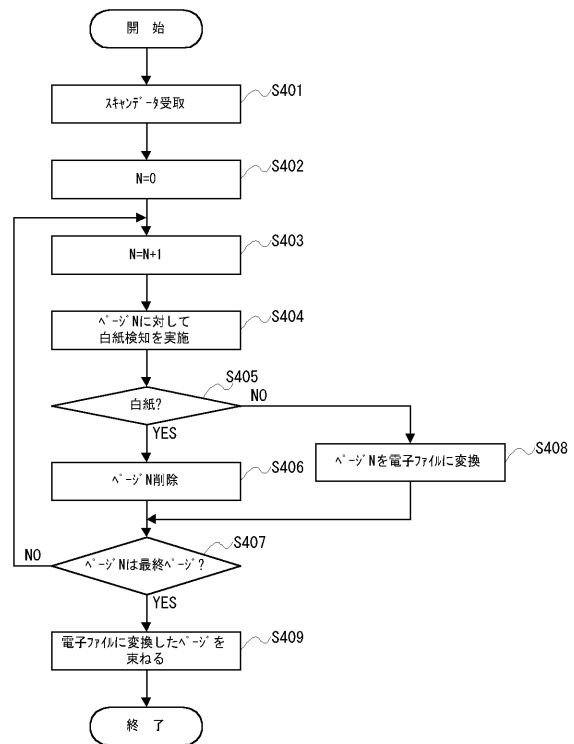 開 始
ｽｷｬﾝﾃﾞｰﾀ受取
S401
N=0
S402
N=N+1
S403
ﾍﾟｰｼﾞNに対して
白紙検知を実施
S404
白紙?
S405
NO
YES
ﾍﾟｰｼﾞN削除
S406
ﾍﾟｰｼﾞNを電子ﾌｧｲﾙに変換
S408
ﾍﾟｰｼﾞNは最終ﾍﾟｰｼﾞ?
S407
NO
YES
電子ﾌｧｲﾙに変換したﾍﾟｰｼﾞを
束ねる
S409
終 了